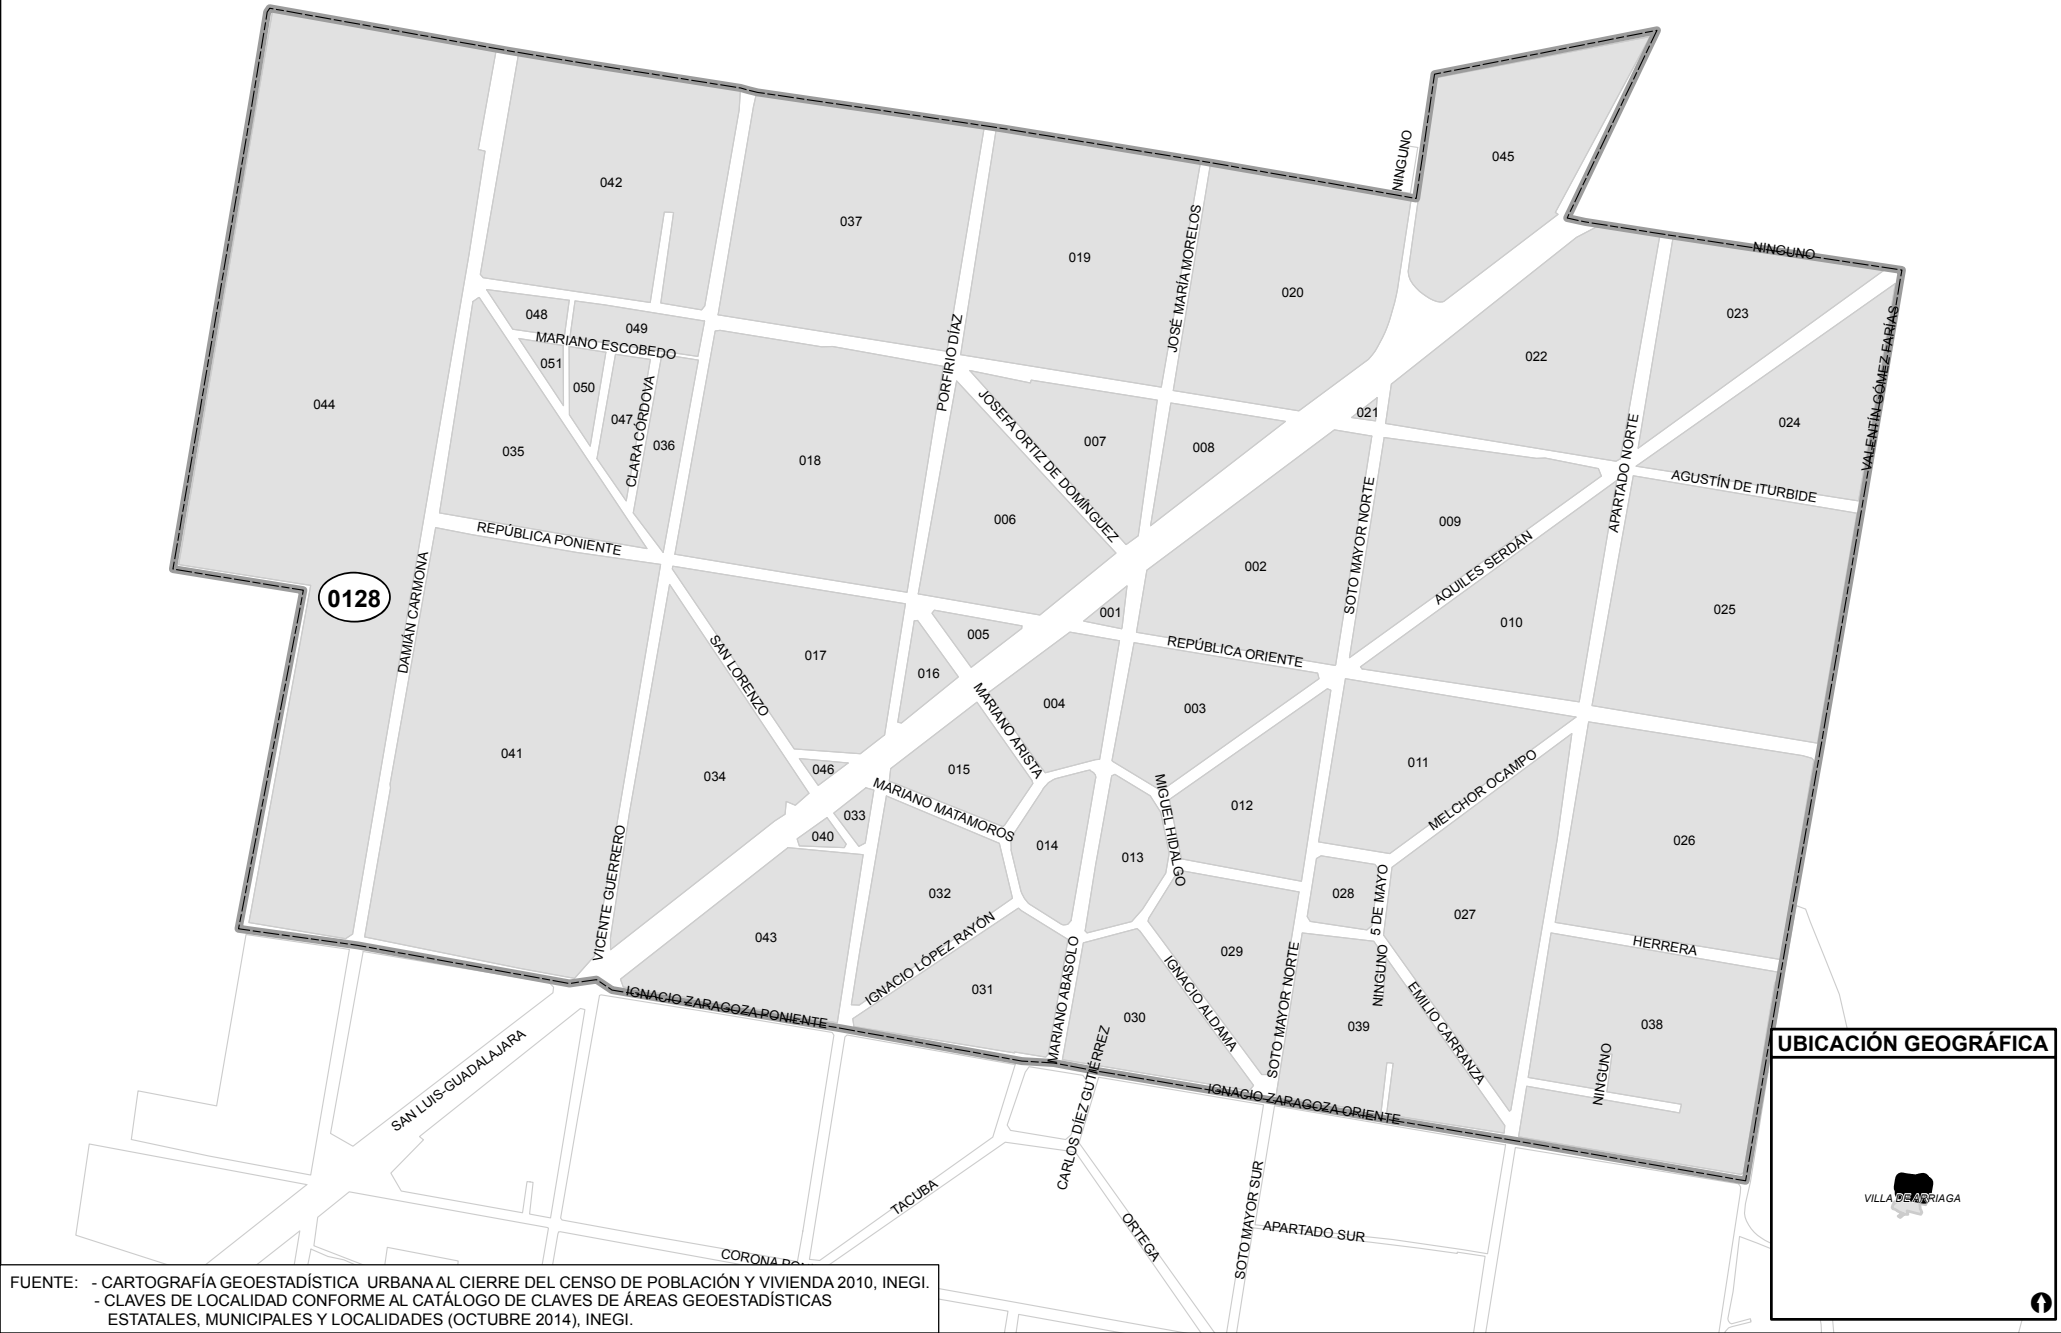 NINGUNO
045
042
037
019
JOSÉ MARÍA MORELOS
020
NINGUNO
023
022
048
049
MARIANO ESCOBEDO
051
050
047
CLARA CÓRDOVA
036
PORFIRIO DÍAZ
JOSEFA ORTIZ DE DOMÍNGUEZ
007
008
021
024
VALENTÍN GÓMEZ FARÍAS
044
035
018
006
SOTO MAYOR NORTE
009
APARTADO NORTE
AGUSTÍN DE ITURBIDE
REPÚBLICA PONIENTE
002
AQUILES SERDÁN
010
025
0128
DAMIÁN CARMONA
SAN LORENZO
017
005
001
REPÚBLICA ORIENTE
016
MARIANO ARISTA
004
003
041
034
046
015
MARIANO MATAMOROS
MIGUEL HIDALGO
012
011
MELCHOR OCAMPO
026
033
040
014
013
VICENTE GUERRERO
032
028
5 DE MAYO
027
043
IGNACIO LÓPEZ RAYÓN
029
HERRERA
IGNACIO ZARAGOZA PONIENTE
031
MARIANO ABASOLO
030
IGNACIO ALDAMA
SOTO MAYOR NORTE
NINGUNO
039
EMILIO CARRANZA
038
NINGUNO
SAN LUIS-GUADALAJARA
CARLOS DÍEZ GUTIÉRREZ
IGNACIO ZARAGOZA ORIENTE
TACUBA
ORTEGA
SOTO MAYOR SUR
APARTADO SUR
CORONA
UBICACIÓN GEOGRÁFICA
VILLA DE ARRIAGA
FUENTE: - CARTOGRAFÍA GEOESTADÍSTICA URBANA AL CIERRE DEL CENSO DE POBLACIÓN Y VIVIENDA 2010, INEGI.
- CLAVES DE LOCALIDAD CONFORME AL CATÁLOGO DE CLAVES DE ÁREAS GEOESTADÍSTICAS
ESTATALES, MUNICIPALES Y LOCALIDADES (OCTUBRE 2014), INEGI.